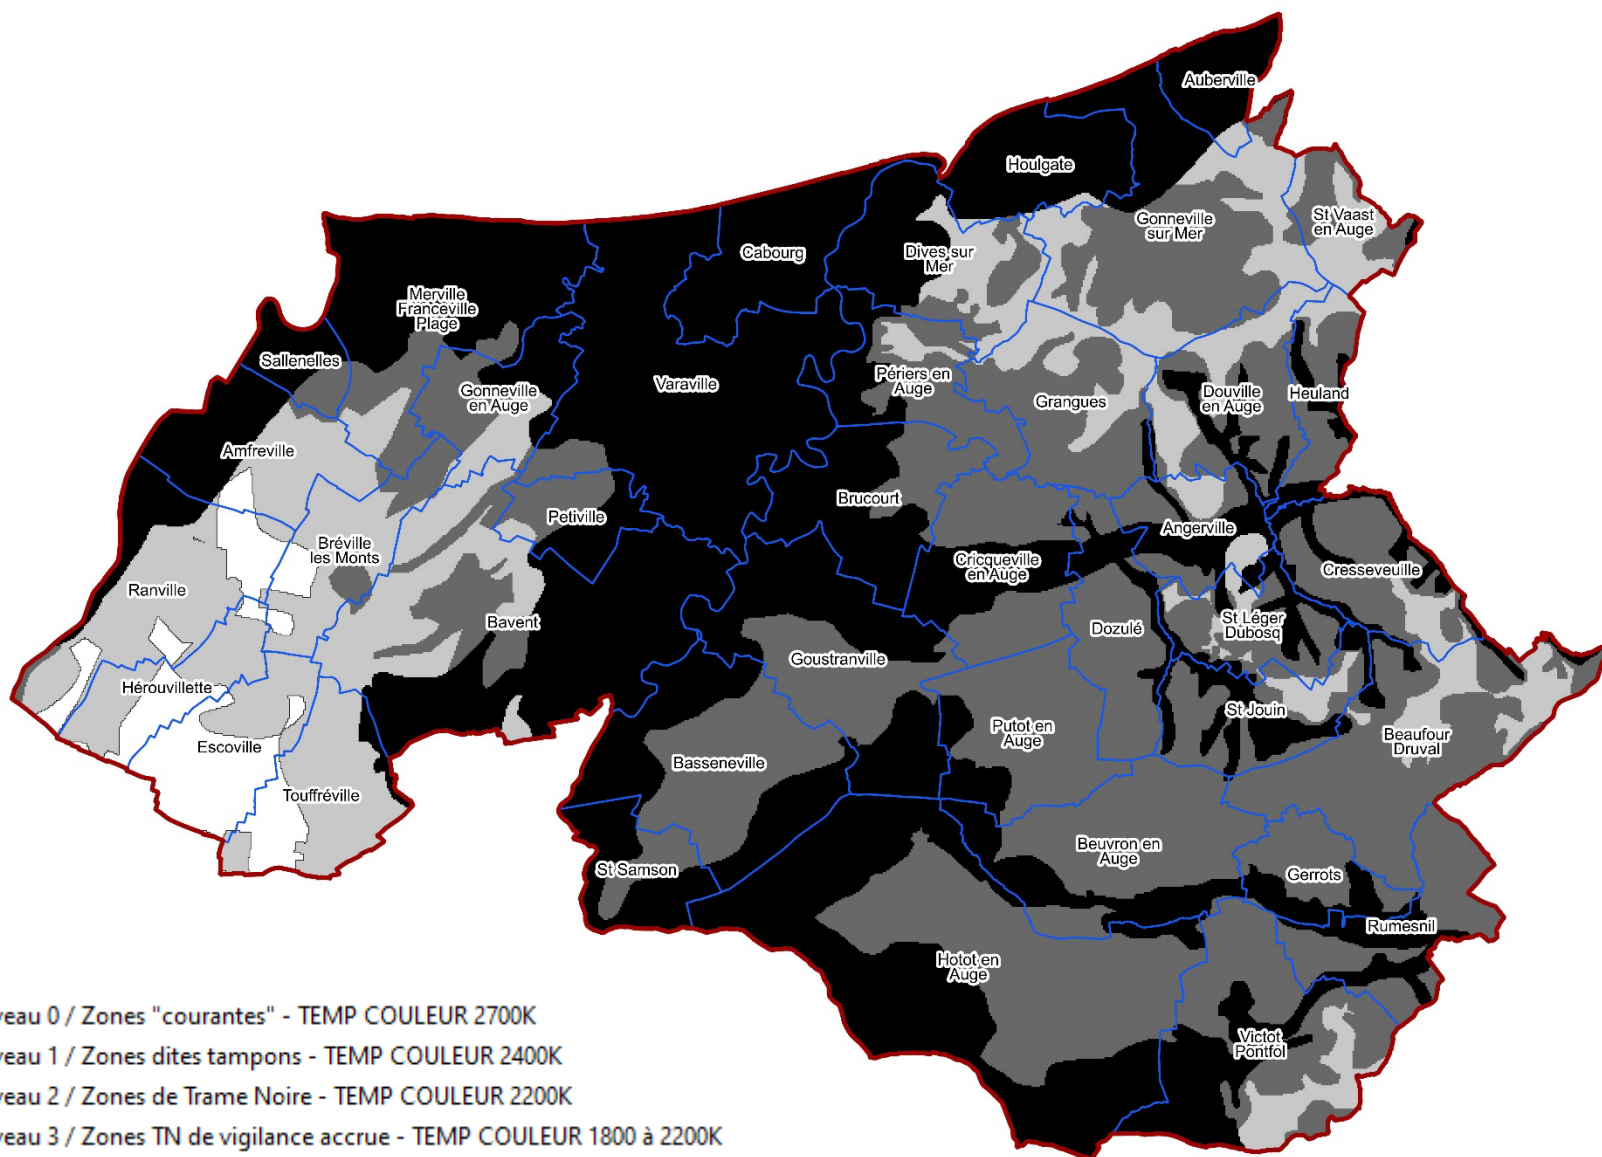 Auberville
Houlgate
Gonneville
sur Mer
St Vaast
en Auge
Cabourg
Dives sur
Mer
Merville
Franceville
Plage
Sallenelles
Gonneville
en Auge
Varaville
Périers en
Auge
Grangues
Douville
en Auge
Heuland
Amfreville
Brucourt
Petiville
Angerville
Bréville
les Monts
Cricqueville
en Auge
Cresseveuille
Ranville
Bavent
Dozulé
St Léger
Dubosq
Goustranville
Hérouvillette
St Jouin
Escoville
Putot en
Auge
Beaufour
Druval
Basseneville
Touffréville
Beuvron en
Auge
St Samson
Gerrots
Rumesnil
Hotot en
Auge
Victot
Pontfol
veau 0 / Zones "courantes" - TEMP COULEUR 2700K
veau 1 / Zones dites tampons - TEMP COULEUR 2400K
veau 2 / Zones de Trame Noire - TEMP COULEUR 2200K
veau 3 / Zones TN de vigilance accrue - TEMP COULEUR 1800 à 2200K